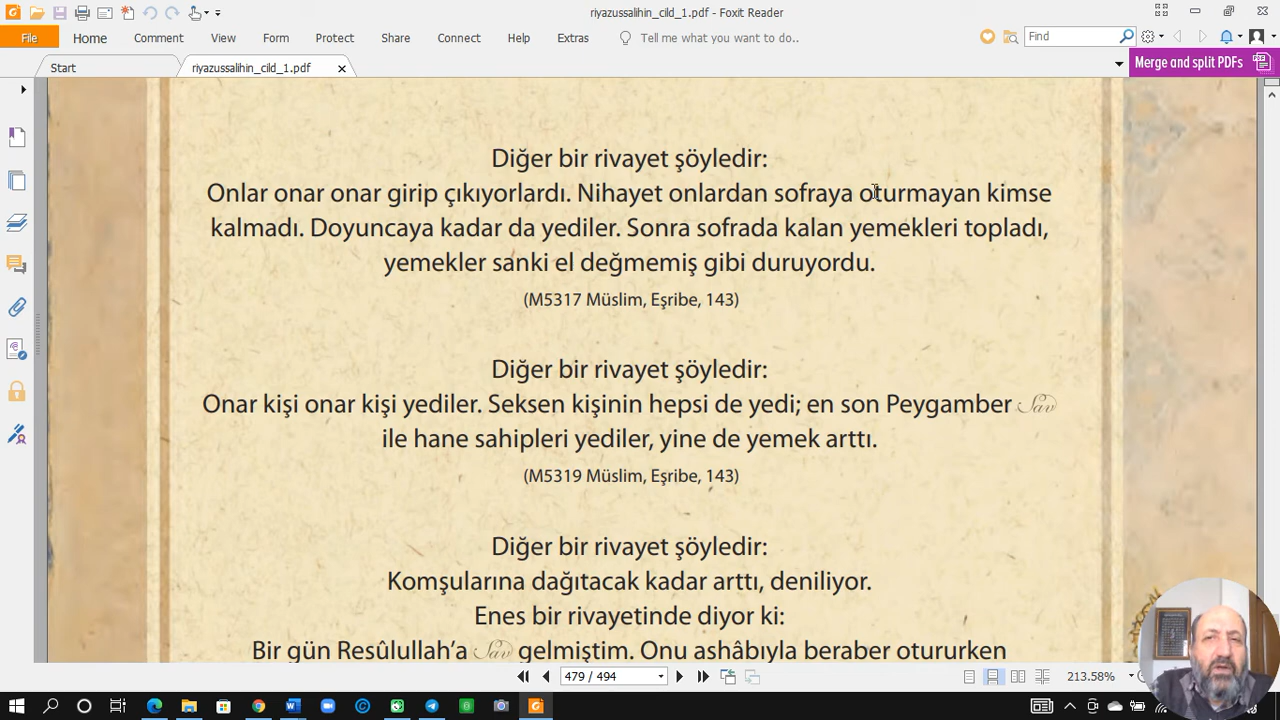 riyazussalihin_cild_1.pdf - Foxit Reader
File Home Comment View Form Protect Share Connect Help Extras Tell me what you want to do.. Find
Start riyazussalihin_cild_1.pdf Merge and split PDFs
Diğer bir rivayet şöyledir:
Onlar onar onar girip çıkıyorlardı. Nihayet onlardan sofraya oturmayan kimse
kalmadı. Doyuncaya kadar da yediler. Sonra sofrada kalan yemekleri topladı,
yemekler sanki el değmemiş gibi duruyordu.
(M5317 Müslim, Eşribe, 143)
Diğer bir rivayet şöyledir:
Onar kişi onar kişi yediler. Seksen kişinin hepsi de yedi; en son Peygamber Sav
ile hane sahipleri yediler, yine de yemek arttı.
(M5319 Müslim, Eşribe, 143)
Diğer bir rivayet şöyledir:
Komşularına dağıtacak kadar arttı, deniliyor.
Enes bir rivayetinde diyor ki:
Bir gün Resûlullah’a Sav gelmiştim. Onu ashâbıyla beraber otururken
479 / 494 213.58%